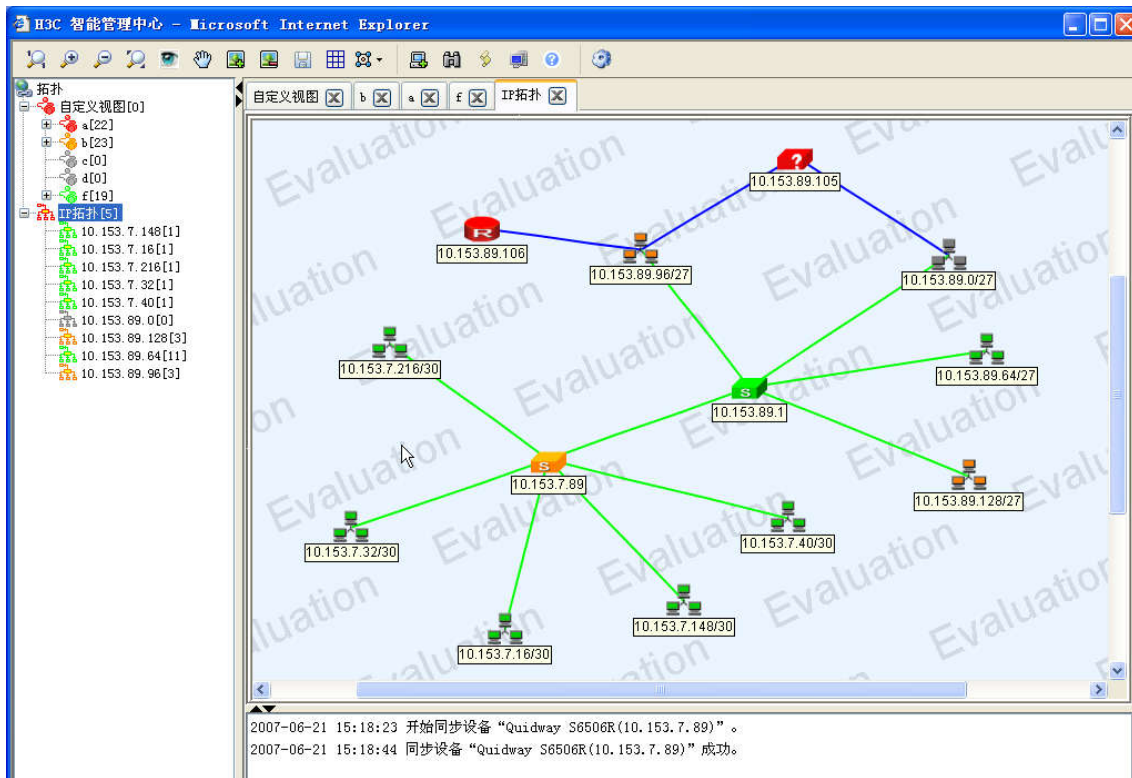 H3C 智能管理中心 - Microsoft Internet Explorer
拓扑
自定义视图[0]
a[22]
b[23]
c[0]
d[0]
f[19]
IP拓扑[5]
10.153.7.148[1]
10.153.7.16[1]
10.153.7.216[1]
10.153.7.32[1]
10.153.7.40[1]
10.153.89.0[0]
10.153.89.128[3]
10.153.89.64[11]
10.153.89.96[3]
自定义视图 b a f IP拓扑
Evaluation
?
10.153.89.105
R
10.153.89.106
10.153.89.96/27
10.153.89.0/27
10.153.7.216/30
10.153.89.64/27
S
10.153.89.1
S
10.153.7.89
10.153.89.128/27
10.153.7.32/30
10.153.7.40/30
10.153.7.148/30
10.153.7.16/30
2007-06-21 15:18:23 开始同步设备“Quidway S6506R(10.153.7.89)”。
2007-06-21 15:18:44 同步设备“Quidway S6506R(10.153.7.89)”成功。